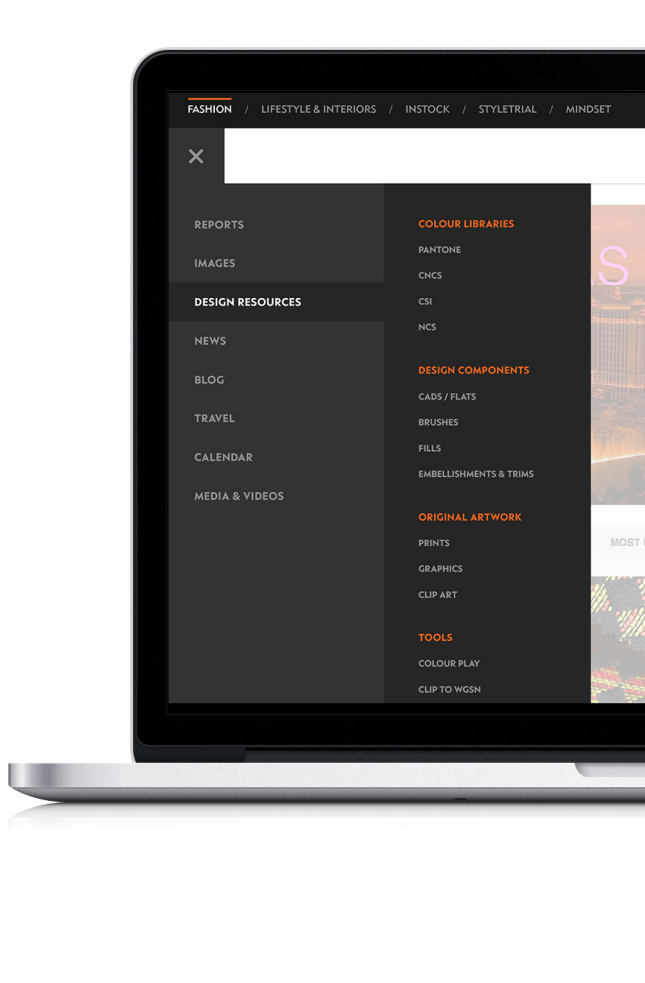 FASHION / LIFESTYLE & INTERIORS / INSTOCK / STYLETRIAL / MINDSET
REPORTS
IMAGES
DESIGN RESOURCES
NEWS
BLOG
TRAVEL
CALENDAR
MEDIA & VIDEOS
COLOUR LIBRARIES
PANTONE
CNCS
CSI
NCS
DESIGN COMPONENTS
CADS / FLATS
BRUSHES
FILLS
EMBELLISHMENTS & TRIMS
ORIGINAL ARTWORK
PRINTS
GRAPHICS
CLIP ART
TOOLS
COLOUR PLAY
CLIP TO WGSN
MOST